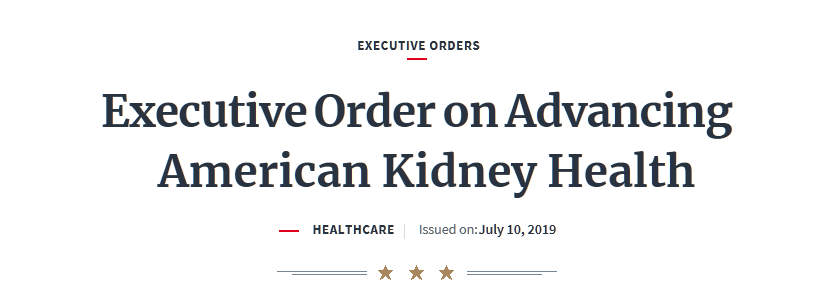 EXECUTIVE ORDERS
Executive Order on Advancing
American Kidney Health
HEALTHCARE Issued on: July 10, 2019